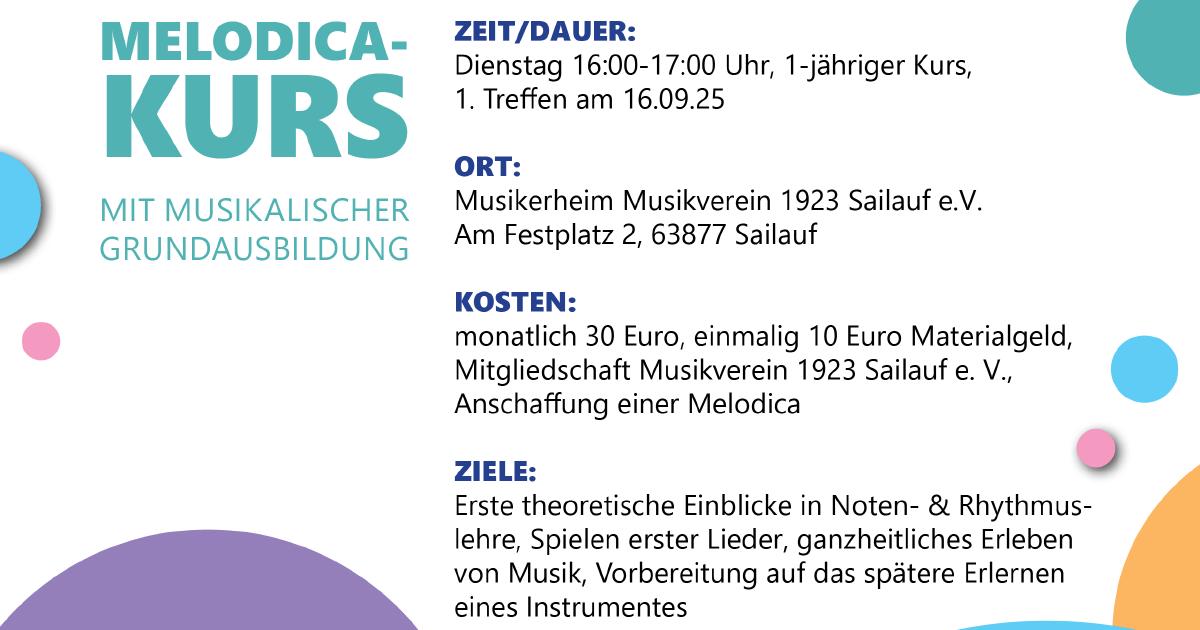 MELODICA-
KURS
MIT MUSIKALISCHER
GRUNDAUSBILDUNG
ZEIT/DAUER:
Dienstag 16:00-17:00 Uhr, 1-jähriger Kurs,
1. Treffen am 16.09.25
ORT:
Musikerheim Musikverein 1923 Sailauf e.V.
Am Festplatz 2, 63877 Sailauf
KOSTEN:
monatlich 30 Euro, einmalig 10 Euro Materialgeld,
Mitgliedschaft Musikverein 1923 Sailauf e. V.,
Anschaffung einer Melodica
ZIELE:
Erste theoretische Einblicke in Noten- & Rhythmus-
lehre, Spielen erster Lieder, ganzheitliches Erleben
von Musik, Vorbereitung auf das spätere Erlernen
eines Instrumentes